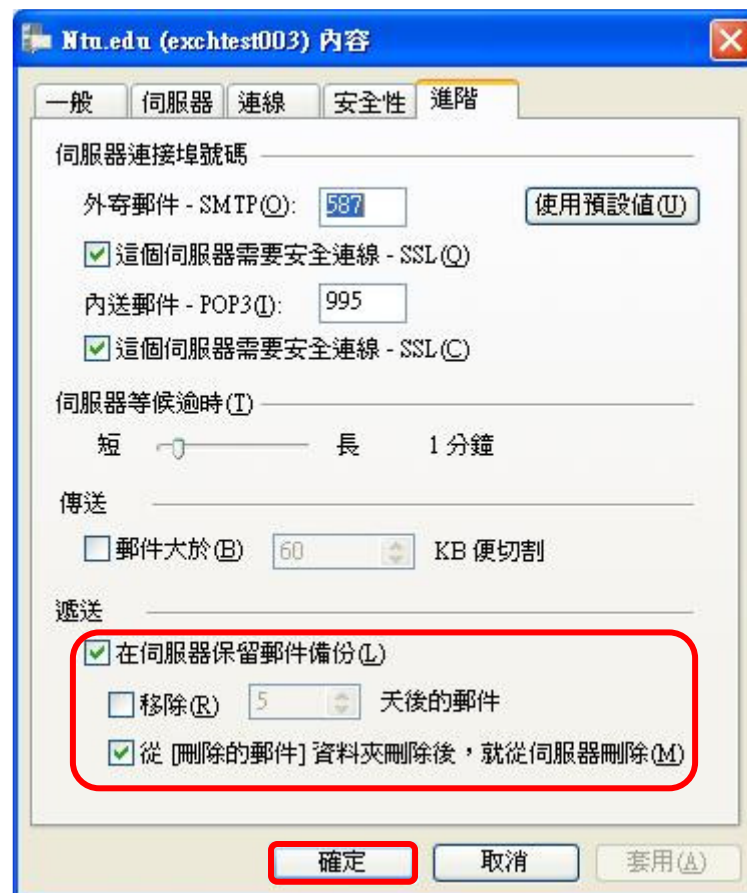 Ntu.edu (exchtest003) 內容
一般 伺服器 連線 安全性 進階
伺服器連接埠號碼
外寄郵件 - SMTP(O): 587 使用預設值(U)
這個伺服器需要安全連線 - SSL(Q)
內送郵件 - POP3(I): 995
這個伺服器需要安全連線 - SSL(C)
伺服器等候逾時(T)
短 長 1 分鐘
傳送
郵件大於(B) 60 KB 便切割
遞送
在伺服器保留郵件備份(L)
移除(R) 5 天後的郵件
從 [刪除的郵件] 資料夾刪除後，就從伺服器刪除(M)
確定 取消 套用(A)